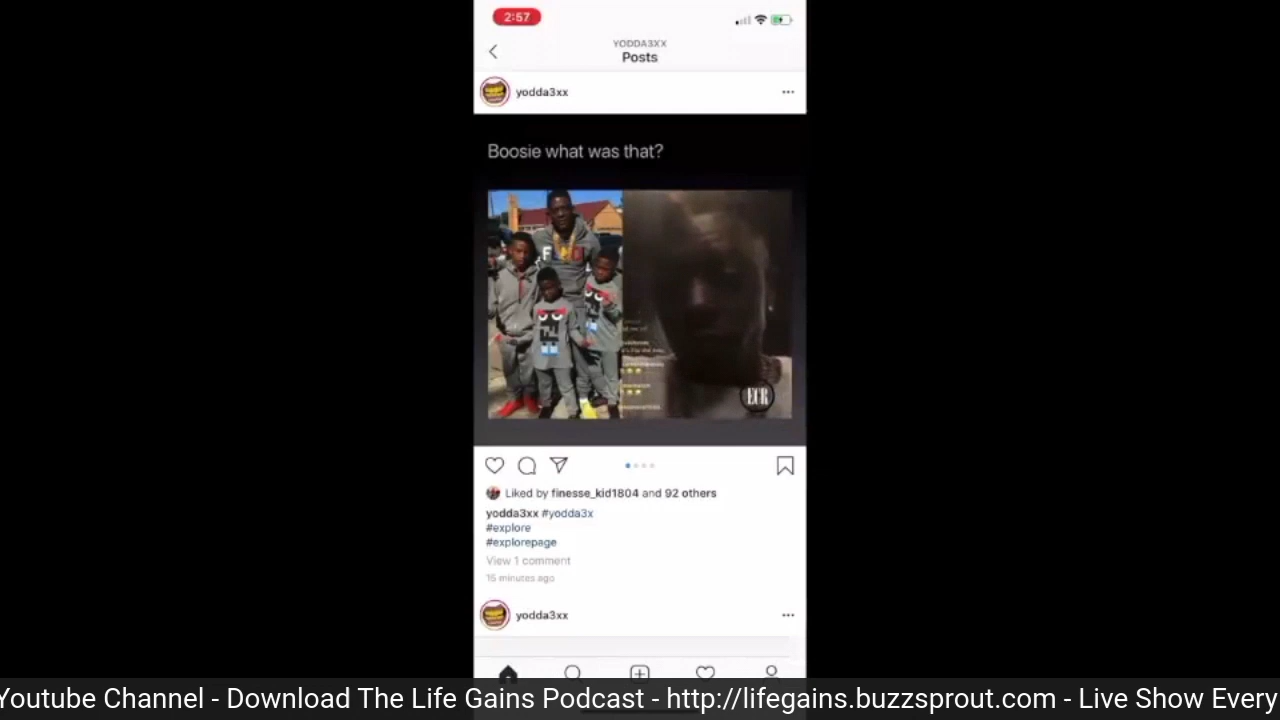 2:57
YODDA3XX
Posts
yodda3xx
Boosie what was that?
FCR
Liked by finesse_kid1804 and 92 others
yodda3xx #yodda3x
#explore
#explorepage
View 1 comment
15 minutes ago
yodda3xx
Youtube Channel - Download The Life Gains Podcast - http://lifegains.buzzsprout.com - Live Show Every